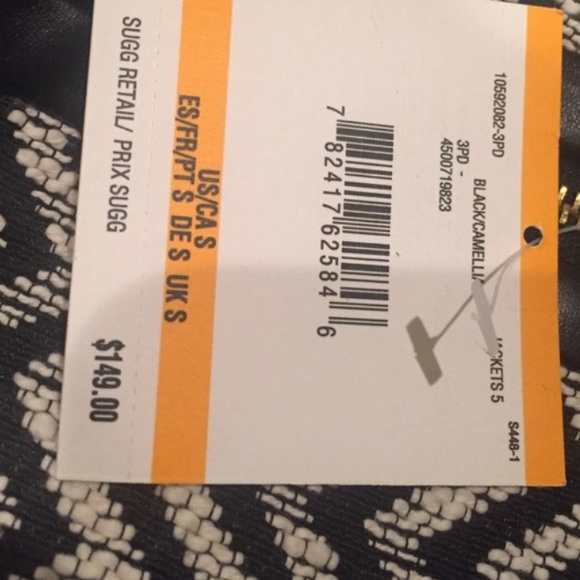 10592082-3PD
BLACK/CAMELLI JACKETS 5
3PD -
4500719823
S448-1
7 82417 62584 6
US/CA S
ES/FR/PT S DE S UK S
SUGG RETAIL/ PRIX SUGG $149.00